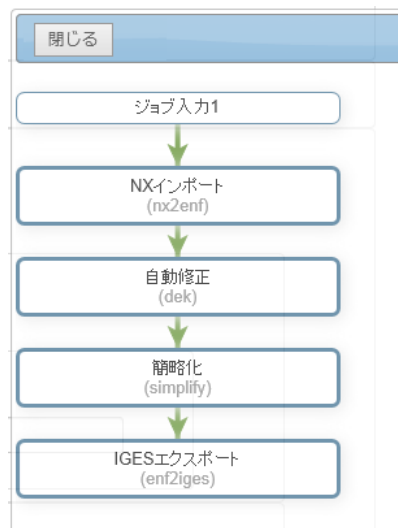 閉じる
ジョブ入力1
NXインポート
(nx2enf)
自動修正
(dek)
簡略化
(simplify)
IGESエクスポート
(enf2iges)